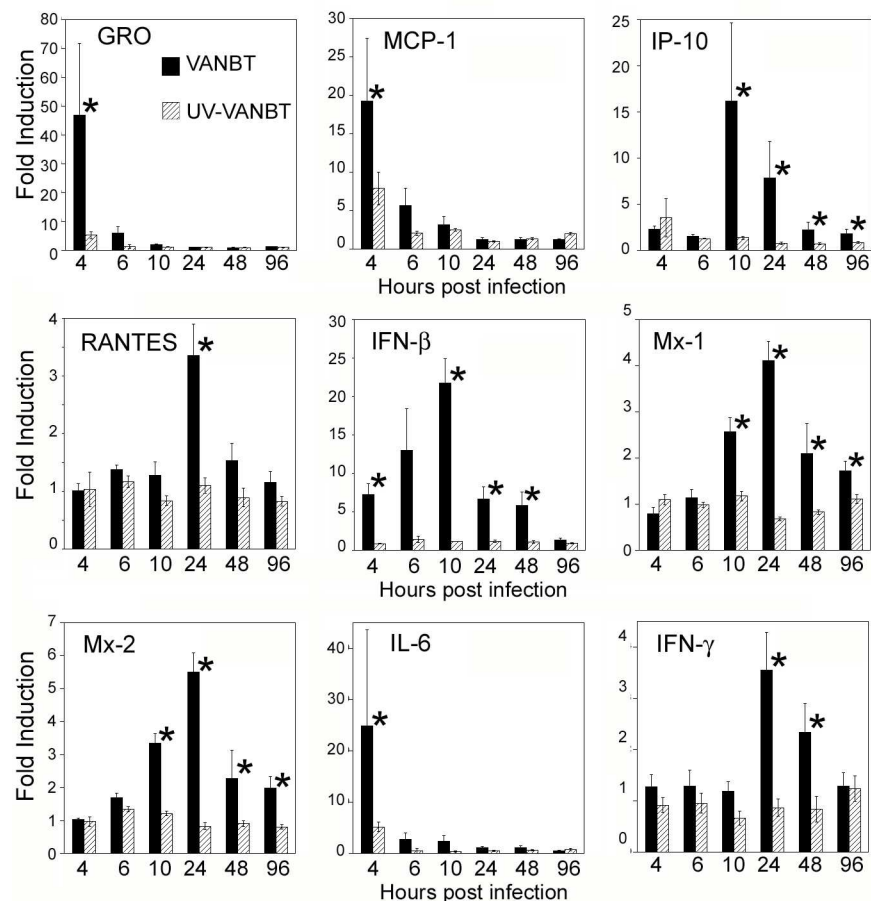 GRO
VANBT
UV-VANBT
Fold Induction
80
70
60
50
40
30
20
10
0
*
4 6 10 24 48 96
MCP-1
30
25
20
15
10
5
0
*
4 6 10 24 48 96
Hours post infection
IP-10
25
20
15
10
5
0
* * * *
4 6 10 24 48 96
RANTES
Fold Induction
4
3
2
1
0
*
4 6 10 24 48 96
IFN-β
30
25
20
15
10
5
0
* * * *
4 6 10 24 48 96
Hours post infection
Mx-1
5
4
3
2
1
0
* * * *
4 6 10 24 48 96
Mx-2
Fold Induction
7
6
5
4
3
2
1
0
* * * *
4 6 10 24 48 96
IL-6
40
30
20
10
0
*
4 6 10 24 48 96
Hours post infection
IFN-γ
4
3
2
1
0
* *
4 6 10 24 48 96